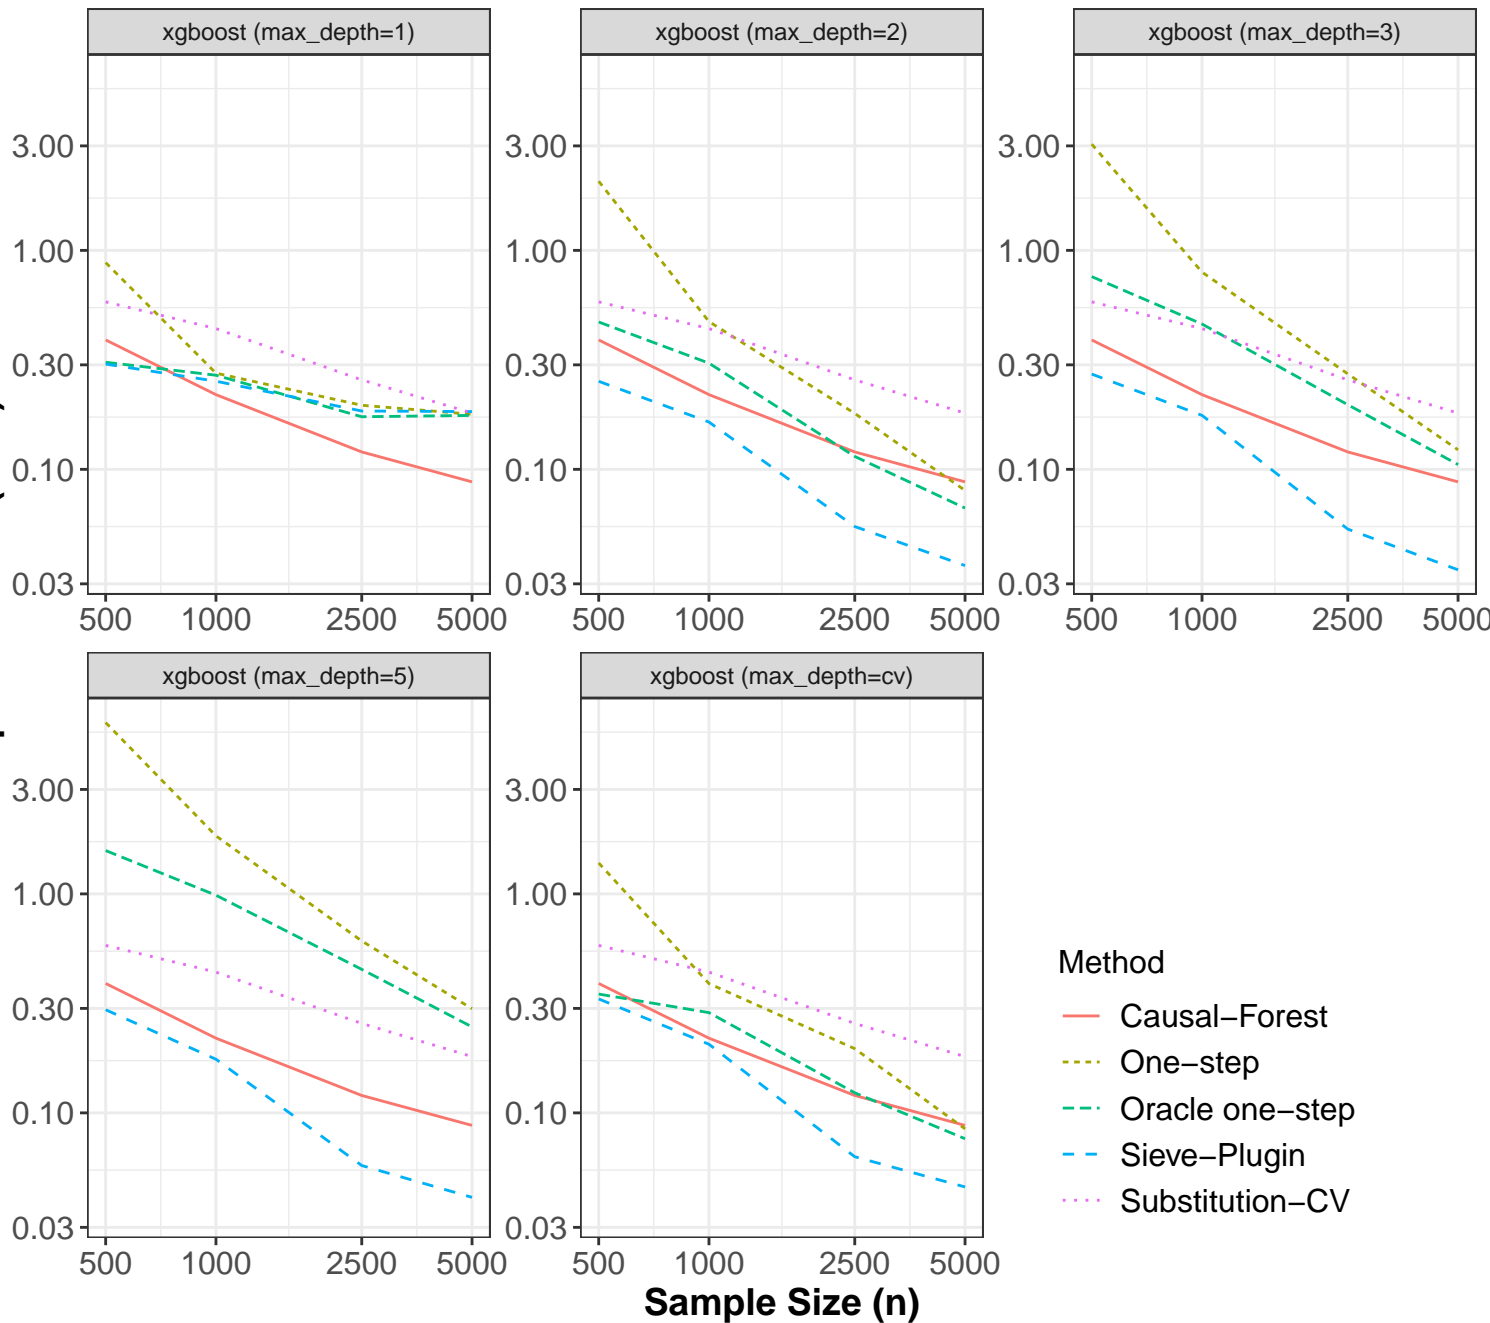 xgboost (max_depth=1)
xgboost (max_depth=2)
xgboost (max_depth=3)
3.00
1.00
0.30
0.10
0.03
3.00
1.00
0.30
0.10
0.03
3.00
1.00
0.30
0.10
0.03
500 1000 2500 5000
500 1000 2500 5000
500 1000 2500 5000
xgboost (max_depth=5)
xgboost (max_depth=cv)
3.00
1.00
0.30
0.10
0.03
3.00
1.00
0.30
0.10
0.03
500 1000 2500 5000
500 1000 2500 5000
Sample Size (n)
Method
Causal−Forest
One−step
Oracle one−step
Sieve−Plugin
Substitution−CV